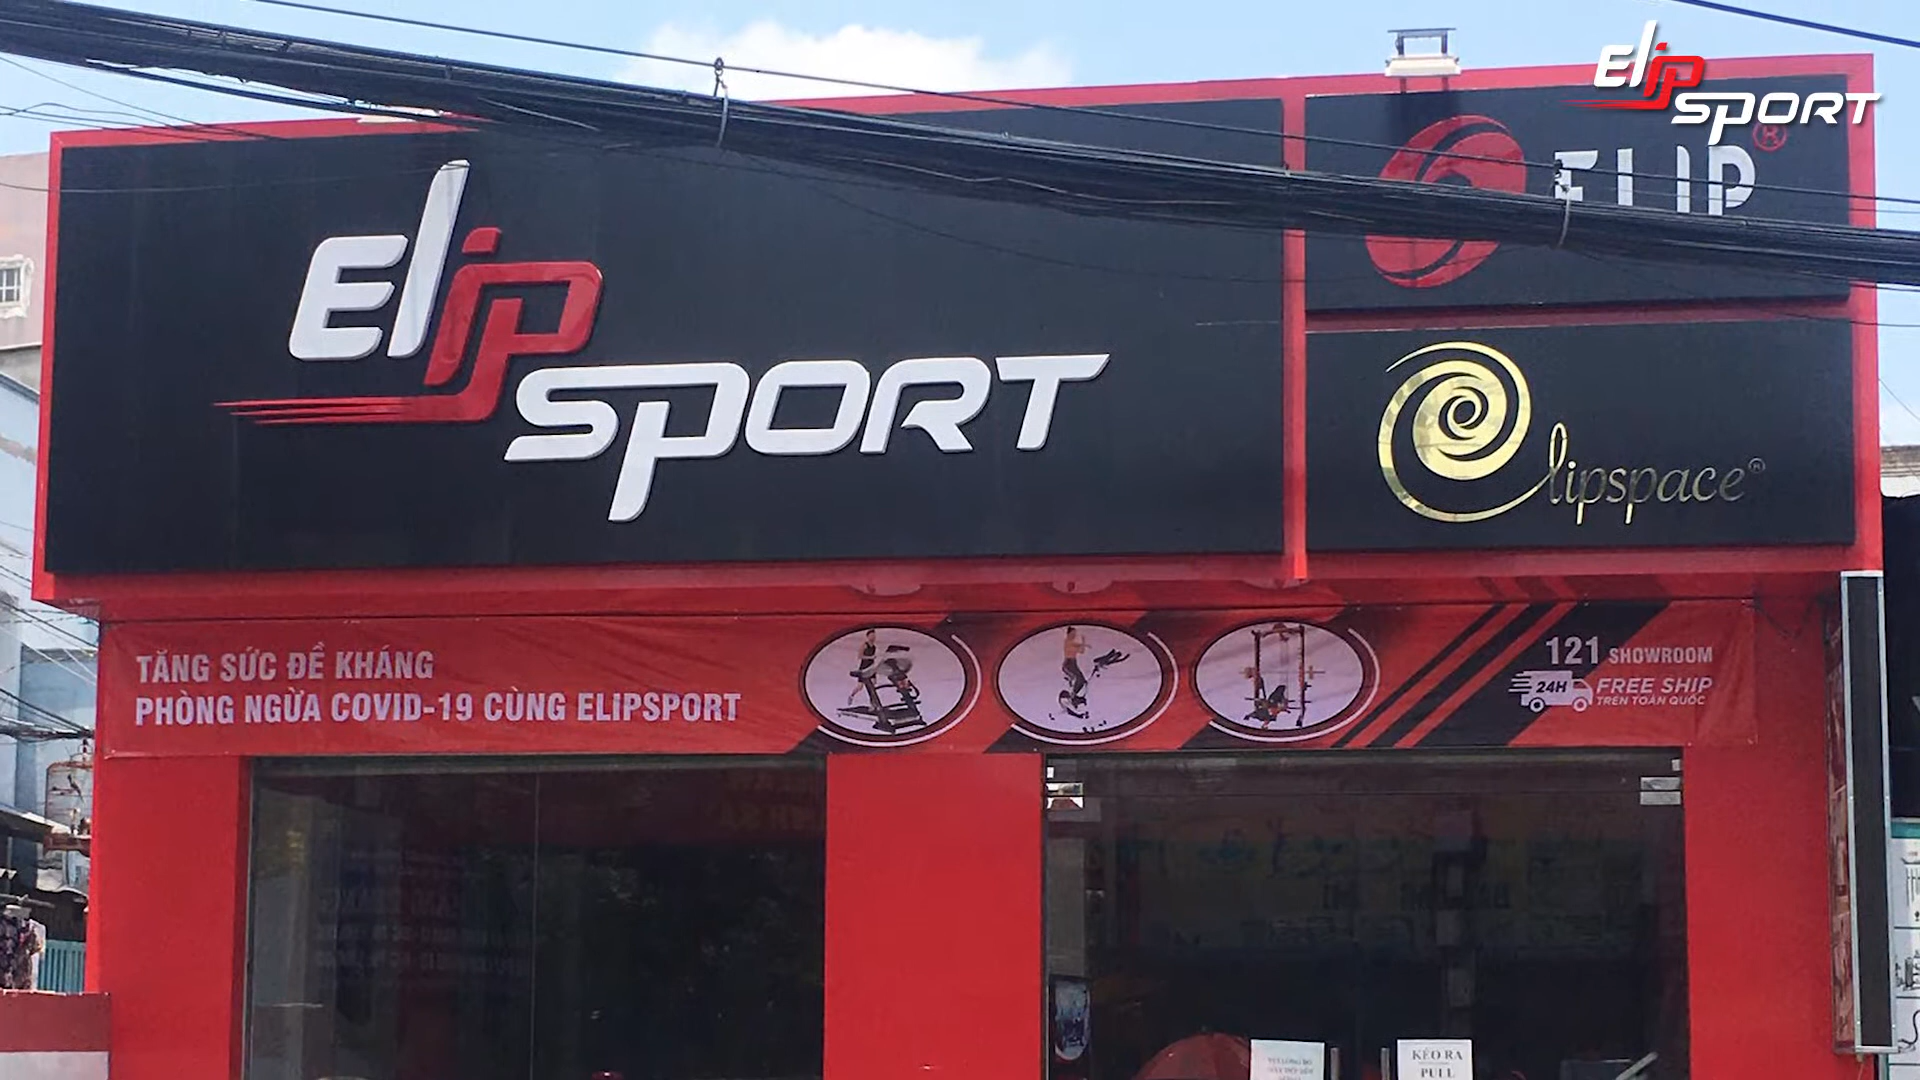 Elip
SPORT
ELIP®
Elip
SPORT
Elipspace®
TĂNG SỨC ĐỀ KHÁNG
PHÒNG NGỪA COVID-19 CÙNG ELIPSPORT
121 SHOWROOM
24H FREE SHIP
TRÊN TOÀN QUỐC
KÉO RA
PULL